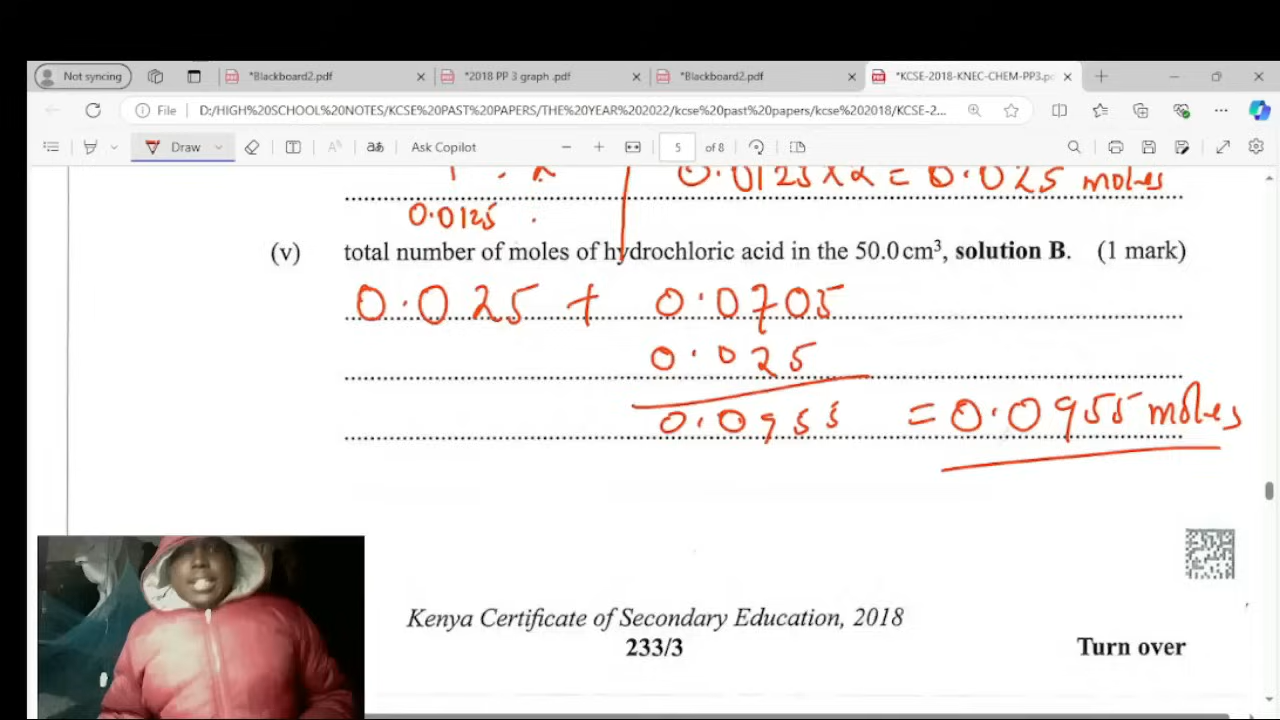 Not syncing
*Blackboard2.pdf
*2018 PP 3 graph .pdf
*Blackboard2.pdf
*KCSE-2018-KNEC-CHEM-PP3.p
File
D:/HIGH%20SCHOOL%20NOTES/KCSE%20PAST%20PAPERS/THE%20YEAR%202022/kcse%20past%20papers/kcse%202018/KCSE-2...
Draw
Ask Copilot
5 of 8
0.0125 x 2 = 0.025 moles
0.0125
(v) total number of moles of hydrochloric acid in the 50.0 cm³, solution B. (1 mark)
0.025 + 0.0705
0.025
0.0955 = 0.0955 moles
Kenya Certificate of Secondary Education, 2018
233/3
Turn over